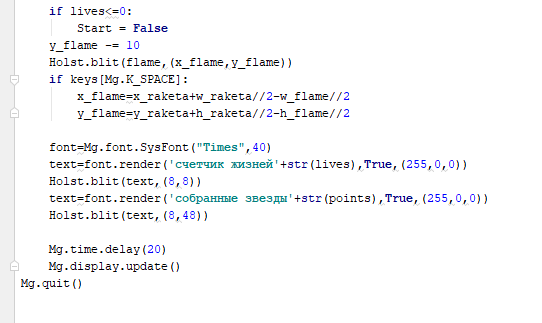 if lives<=0:
Start = False
y_flame -= 10
Holst.blit(flame,(x_flame,y_flame))
if keys[Mg.K_SPACE]:
x_flame=x_raketa+w_raketa//2-w_flame//2
y_flame=y_raketa+h_raketa//2-h_flame//2
font=Mg.font.SysFont("Times",40)
text=font.render('счетчик жизней'+str(lives),True,(255,0,0))
Holst.blit(text,(8,8))
text=font.render('собранные звезды'+str(points),True,(255,0,0))
Holst.blit(text,(8,48))
Mg.time.delay(20)
Mg.display.update()
Mg.quit()